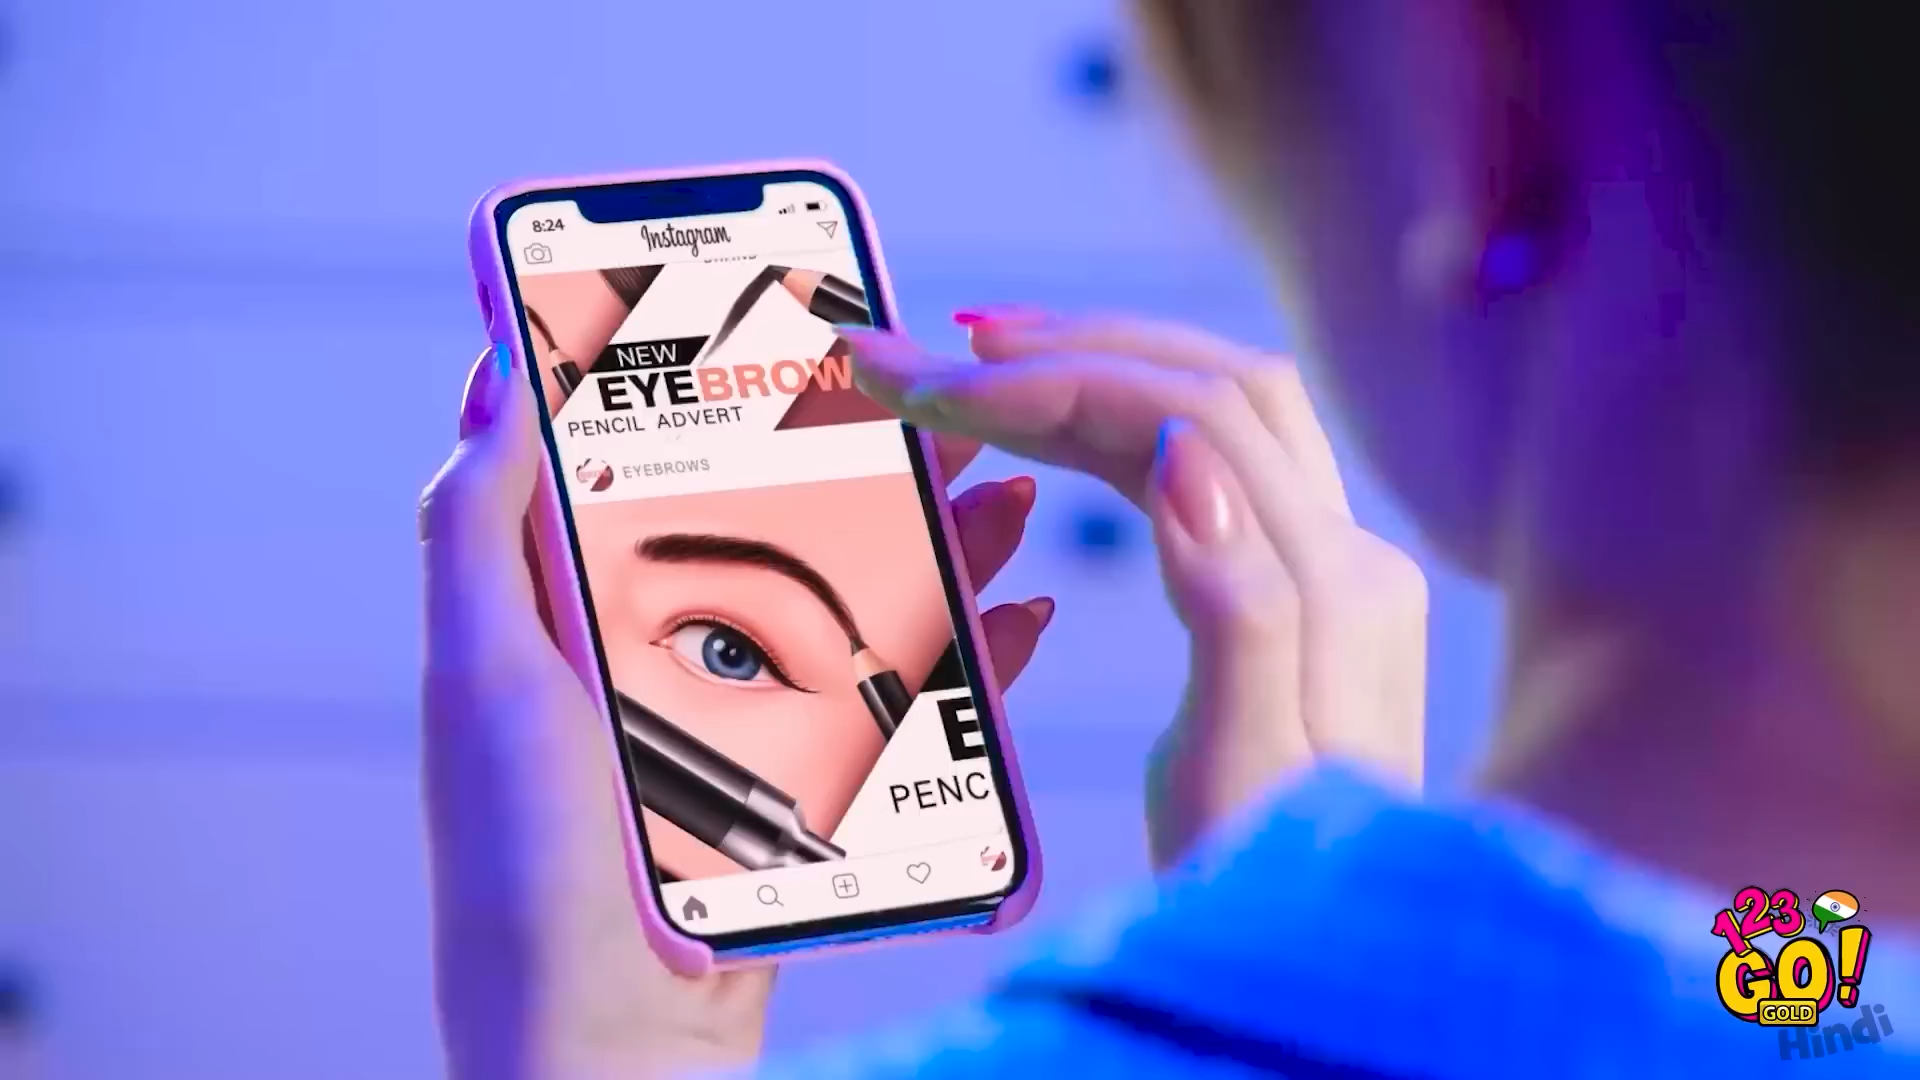 8:24
Instagram
NEW
EYEBROW
PENCIL ADVERT
EYEBROWS
E
PENC
123
GO!
GOLD
Hindi